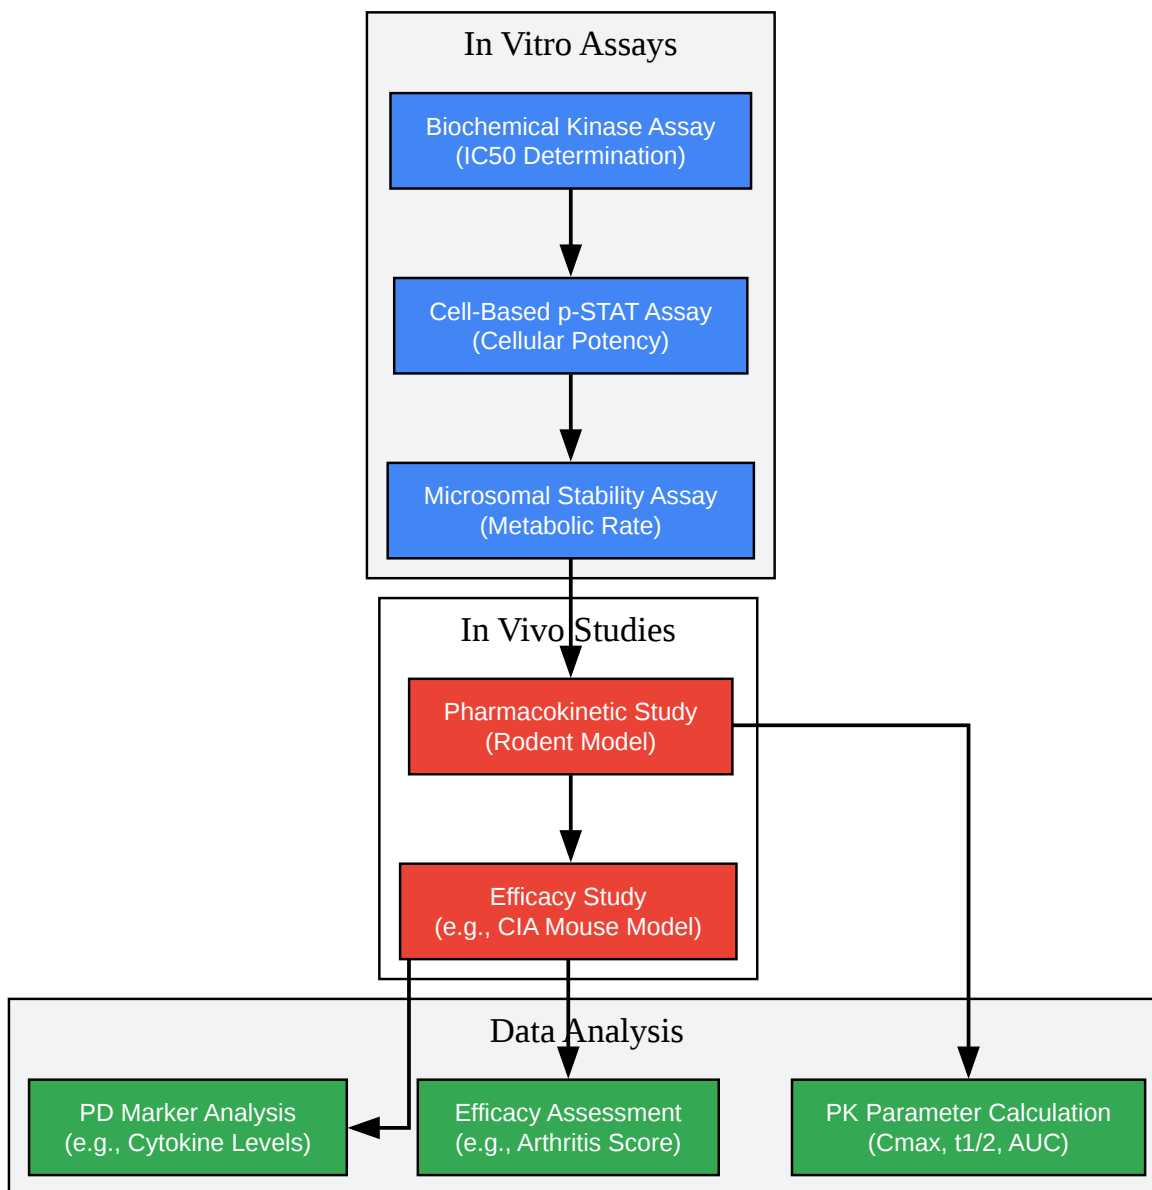 In Vitro Assays
Biochemical Kinase Assay
(IC50 Determination)
Cell-Based p-STAT Assay
(Cellular Potency)
Microsomal Stability Assay
(Metabolic Rate)
In Vivo Studies
Pharmacokinetic Study
(Rodent Model)
Efficacy Study
(e.g., CIA Mouse Model)
Data Analysis
PD Marker Analysis
(e.g., Cytokine Levels)
Efficacy Assessment
(e.g., Arthritis Score)
PK Parameter Calculation
(Cmax, t1/2, AUC)